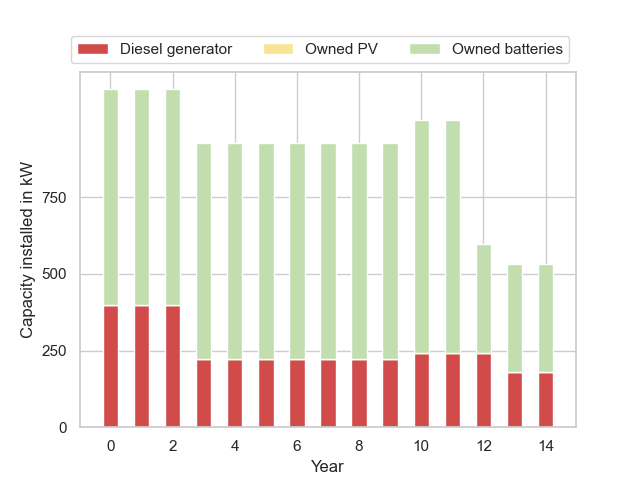 Diesel generator Owned PV Owned batteries
Capacity installed in kW
750
500
250
0
0 2 4 6 8 10 12 14
Year